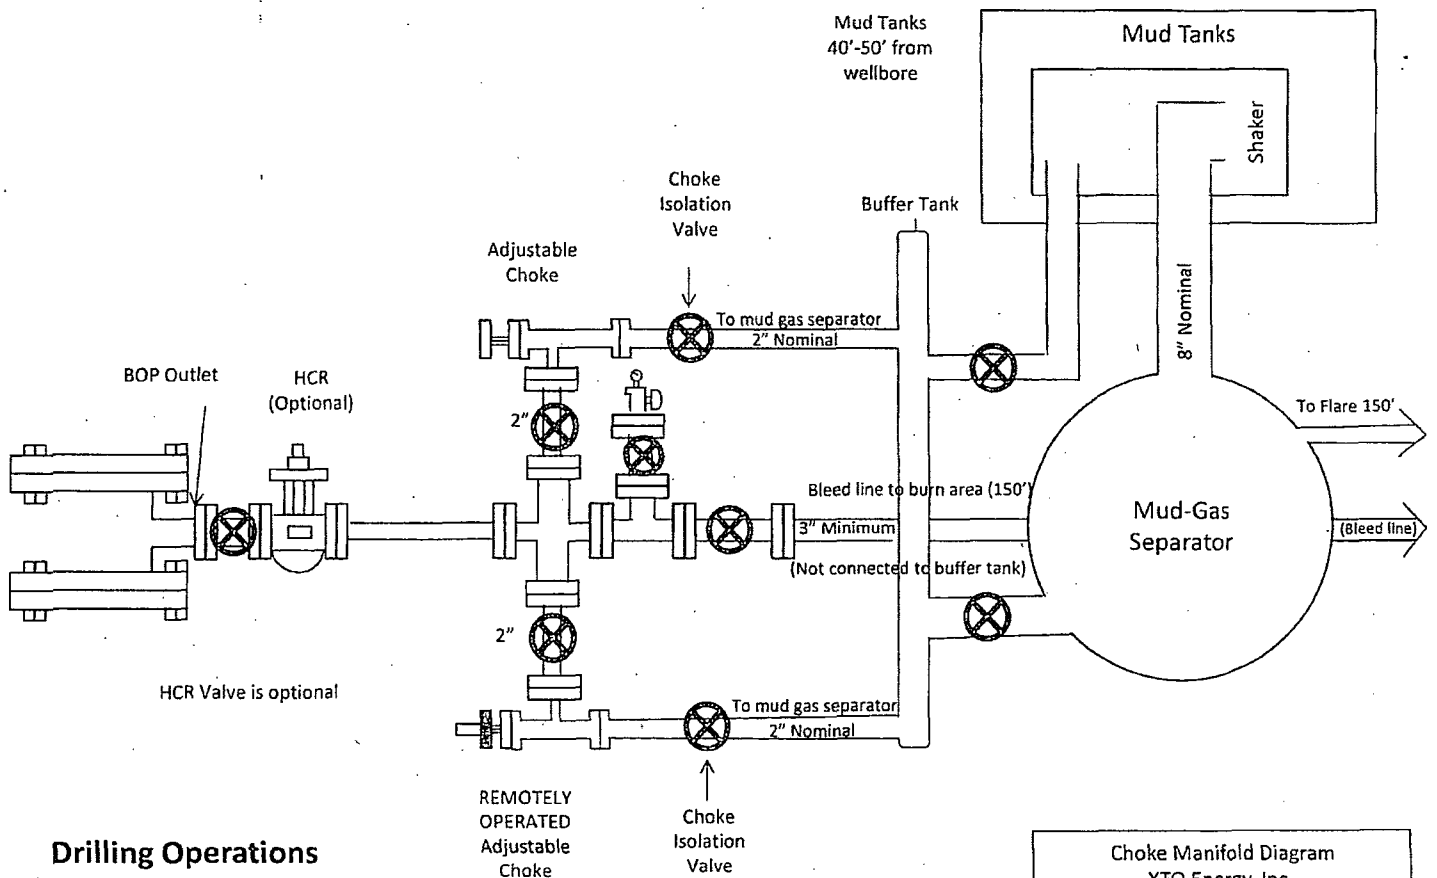 Mud Tanks
40'-50' from
wellbore
Mud Tanks
Shaker
Choke
Isolation
Valve
Buffer Tank
Adjustable
Choke
To mud gas separator
2" Nominal
8" Nominal
BOP Outlet
HCR
(Optional)
2"
To Flare 150'
Bleed line to burn area (150')
3" Minimum
(Not connected to buffer tank)
Mud-Gas
Separator
(Bleed line)
2"
HCR Valve is optional
To mud gas separator
2" Nominal
REMOTELY
OPERATED
Adjustable
Choke
Choke
Isolation
Valve
Drilling Operations
Choke Manifold Diagram
XTO Energy, Inc.